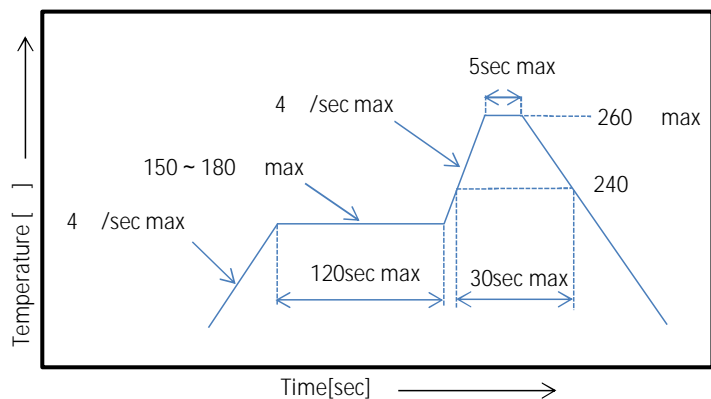 5sec max
4 /sec max
260 max
150 ~ 180 max
240
4 /sec max
120sec max
30sec max
Temperature [ ]
Time[sec]